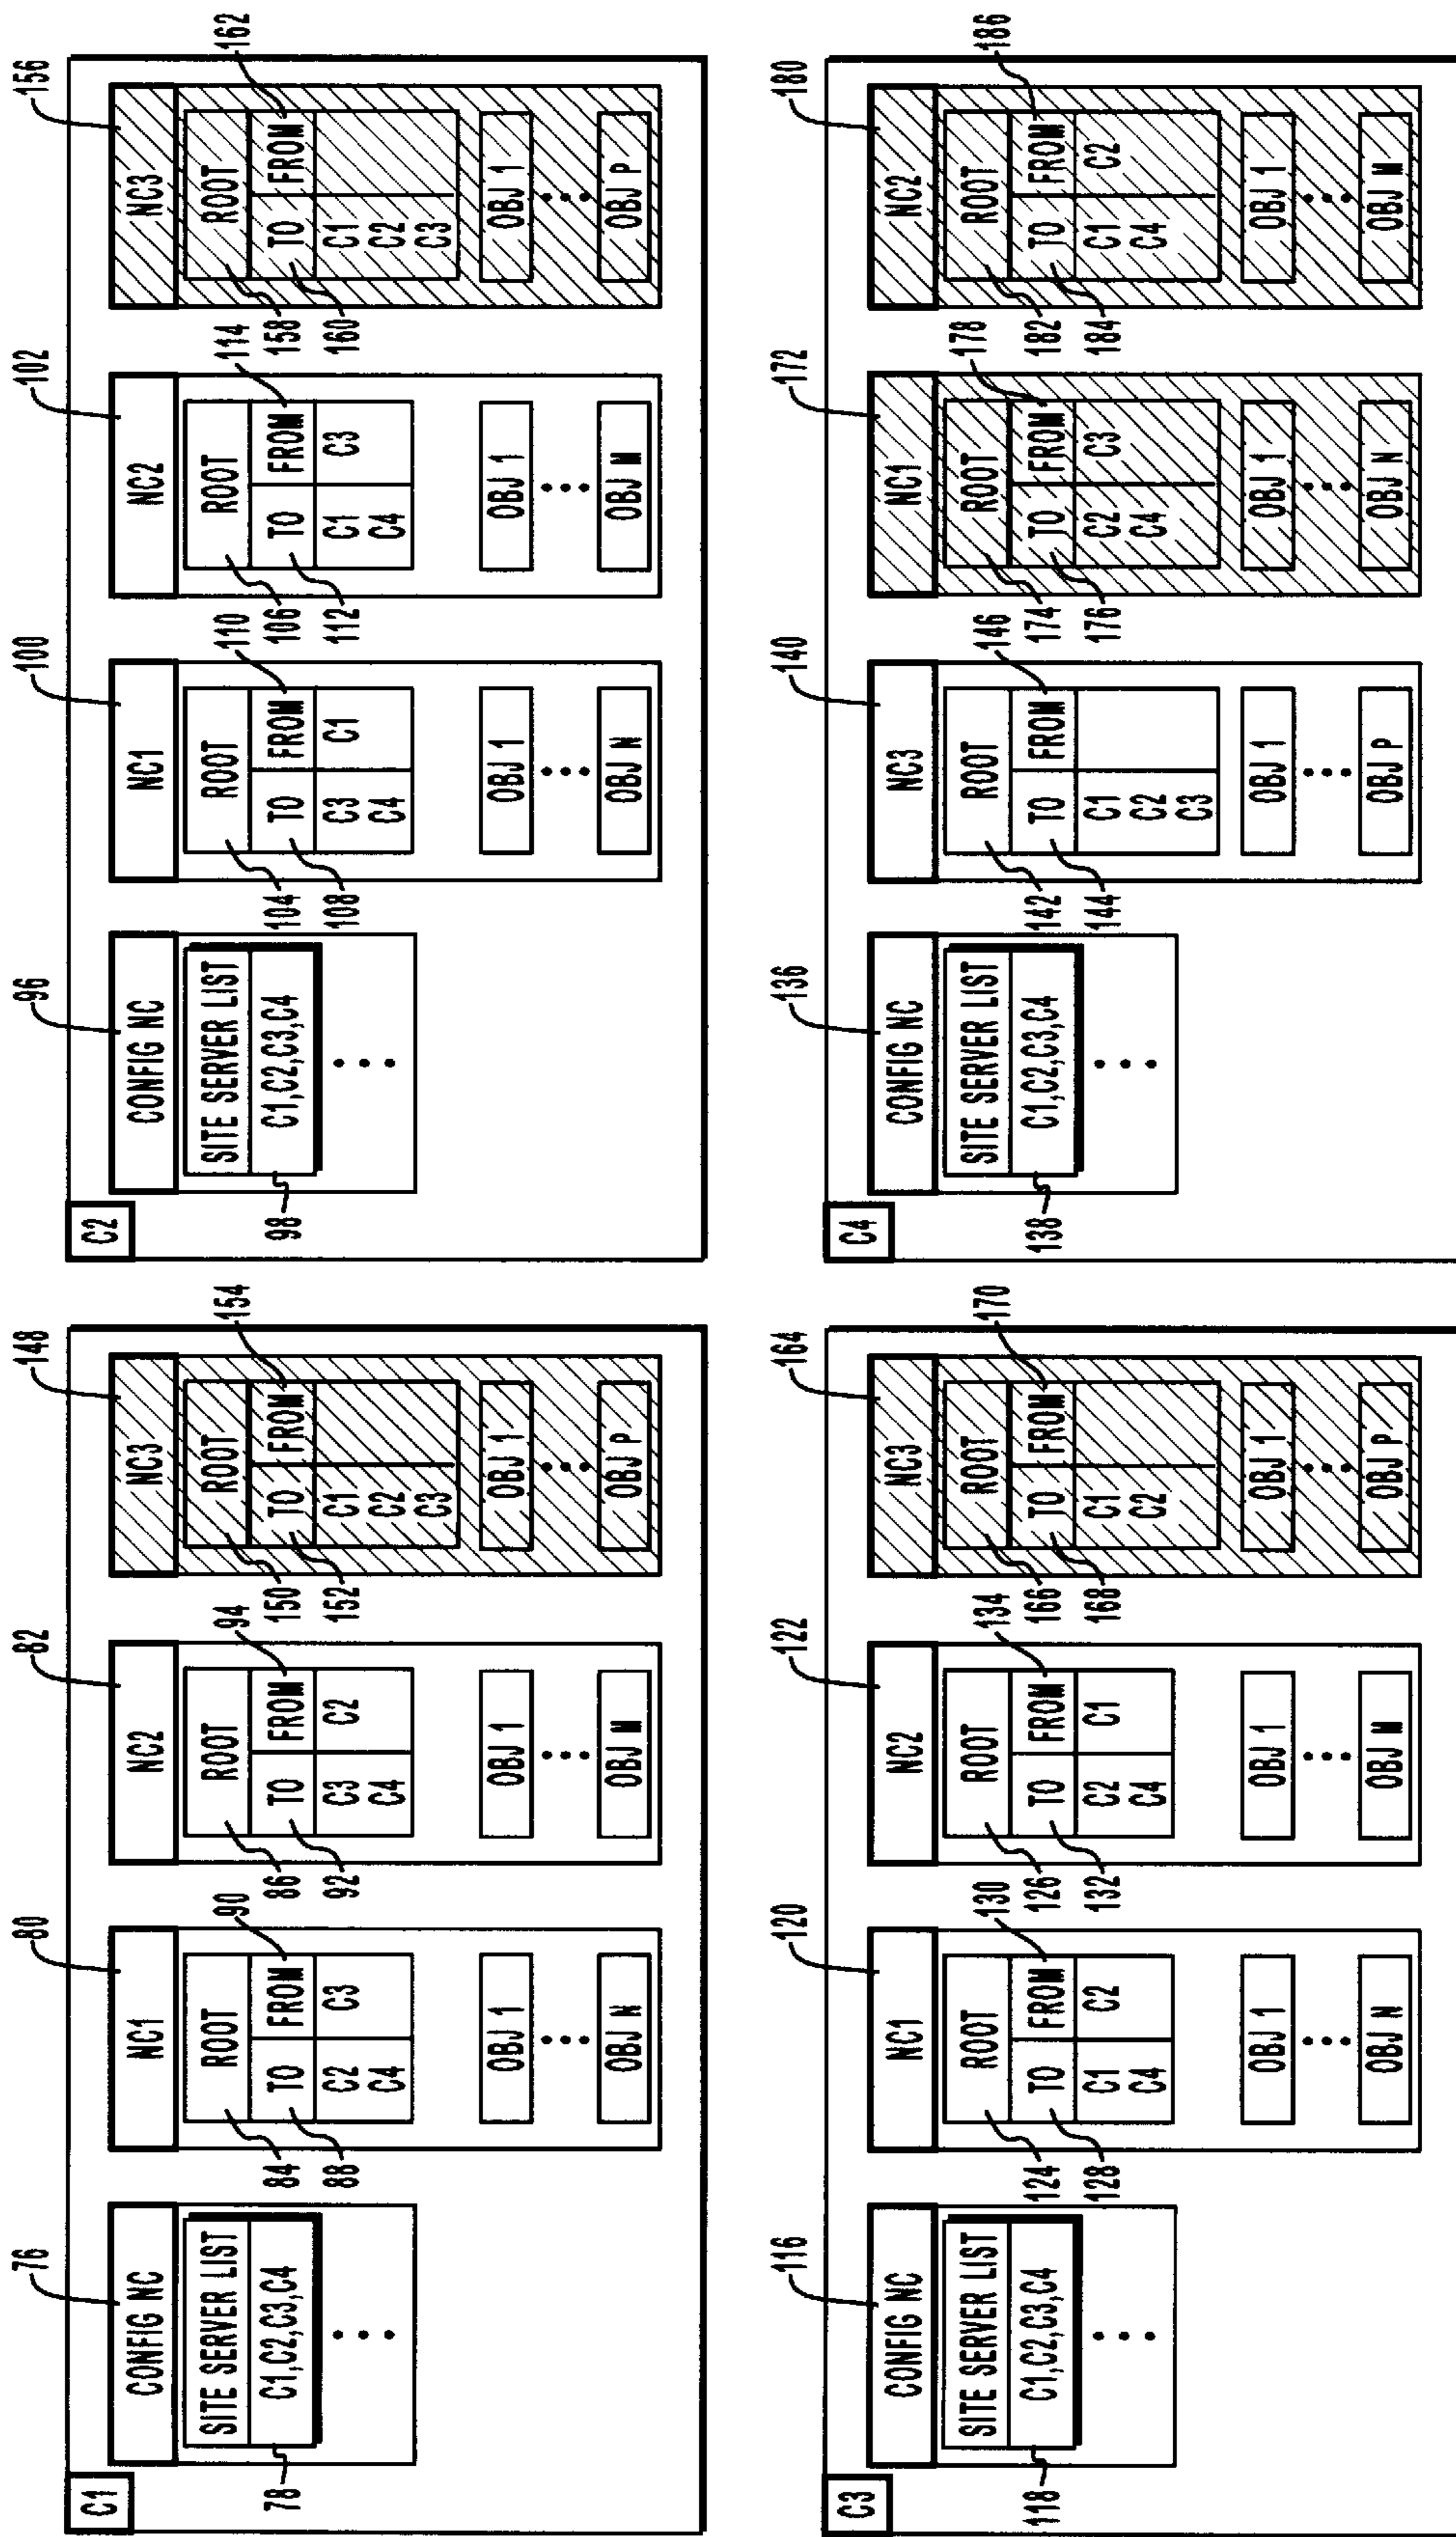 C1
76
CONFIG NC
SITE SERVER LIST
C1,C2,C3,C4
78
80
NC1
ROOT
TO FROM
C2 C3
C4
84
88
90
OBJ 1
OBJ N
82
NC2
ROOT
TO FROM
C3 C2
C4
86
92
94
OBJ 1
OBJ M
148
NC3
ROOT
TO FROM
C1
C2
C3
150
152
154
OBJ 1
OBJ P
C2
96
CONFIG NC
SITE SERVER LIST
C1,C2,C3,C4
98
100
NC1
ROOT
TO FROM
C3 C1
C4
104
108
110
OBJ 1
OBJ N
102
NC2
ROOT
TO FROM
C1 C3
C4
106
112
114
OBJ 1
OBJ M
156
NC3
ROOT
TO FROM
C1
C2
C3
158
160
162
OBJ 1
OBJ P
C3
116
CONFIG NC
SITE SERVER LIST
C1,C2,C3,C4
118
120
NC1
ROOT
TO FROM
C1 C2
C4
124
128
130
OBJ 1
OBJ N
122
NC2
ROOT
TO FROM
C2 C1
C4
126
132
134
OBJ 1
OBJ M
164
NC3
ROOT
TO FROM
C1
C2
166
168
170
OBJ 1
OBJ P
C4
136
CONFIG NC
SITE SERVER LIST
C1,C2,C3,C4
138
140
NC3
ROOT
TO FROM
C1
C2
C3
142
144
146
OBJ 1
OBJ P
172
NC1
ROOT
TO FROM
C2 C3
C4
174
176
178
OBJ 1
OBJ N
180
NC2
ROOT
TO FROM
C1 C2
C4
182
184
186
OBJ 1
OBJ M